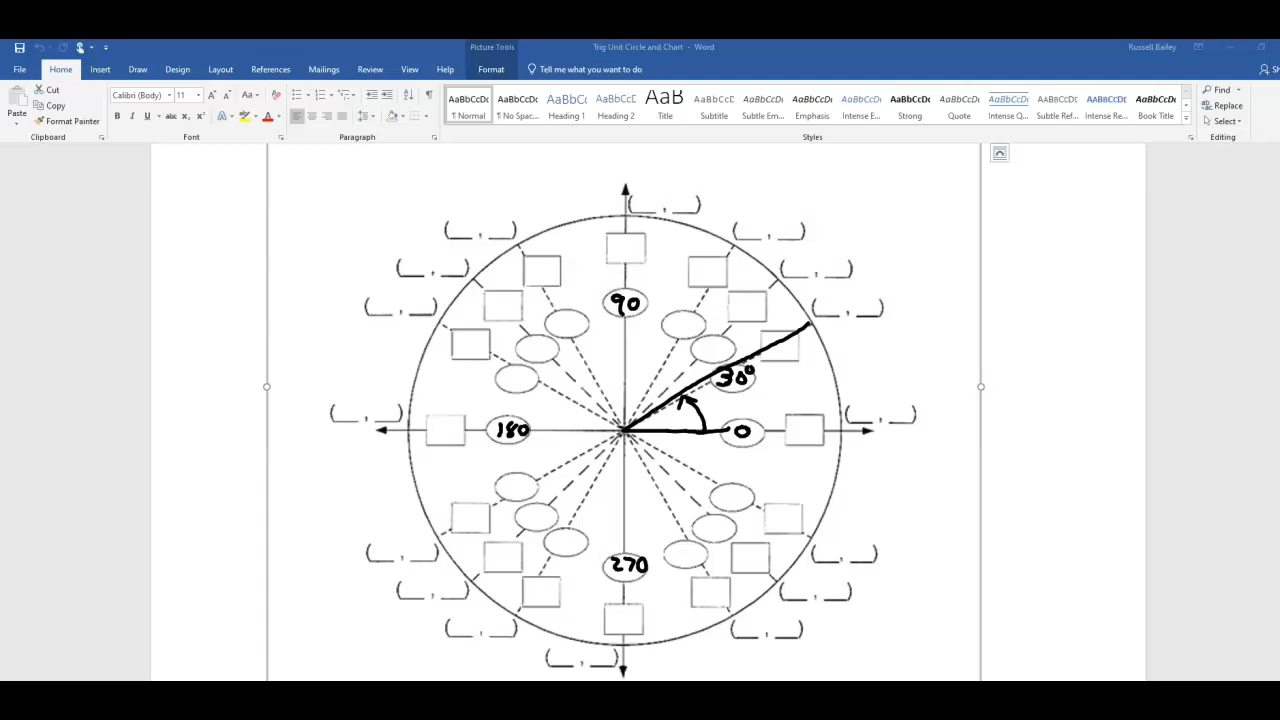 Picture Tools
Trig Unit Circle and Chart - Word
Russell Bailey
File Home Insert Draw Design Layout References Mailings Review View Help Format Tell me what you want to do
Paste
Cut
Copy
Format Painter
Clipboard
Calibri (Body) 11
Font
Paragraph
AaBbCcDc AaBbCcDc AaBbCc AaBbCcE AaB AaBbCcC AaBbCcDc AaBbCcDc AaBbCcDc AaBbCcDc AaBbCcDc AaBbCcDc AaBbCcDc AaBbCcDc
¶ Normal ¶ No Spac... Heading 1 Heading 2 Title Subtitle Subtle Em... Emphasis Intense E... Strong Quote Intense Q... Subtle Ref... Intense Re... Book Title
Styles
Find
Replace
Select
Editing
90
30°
180
0
270